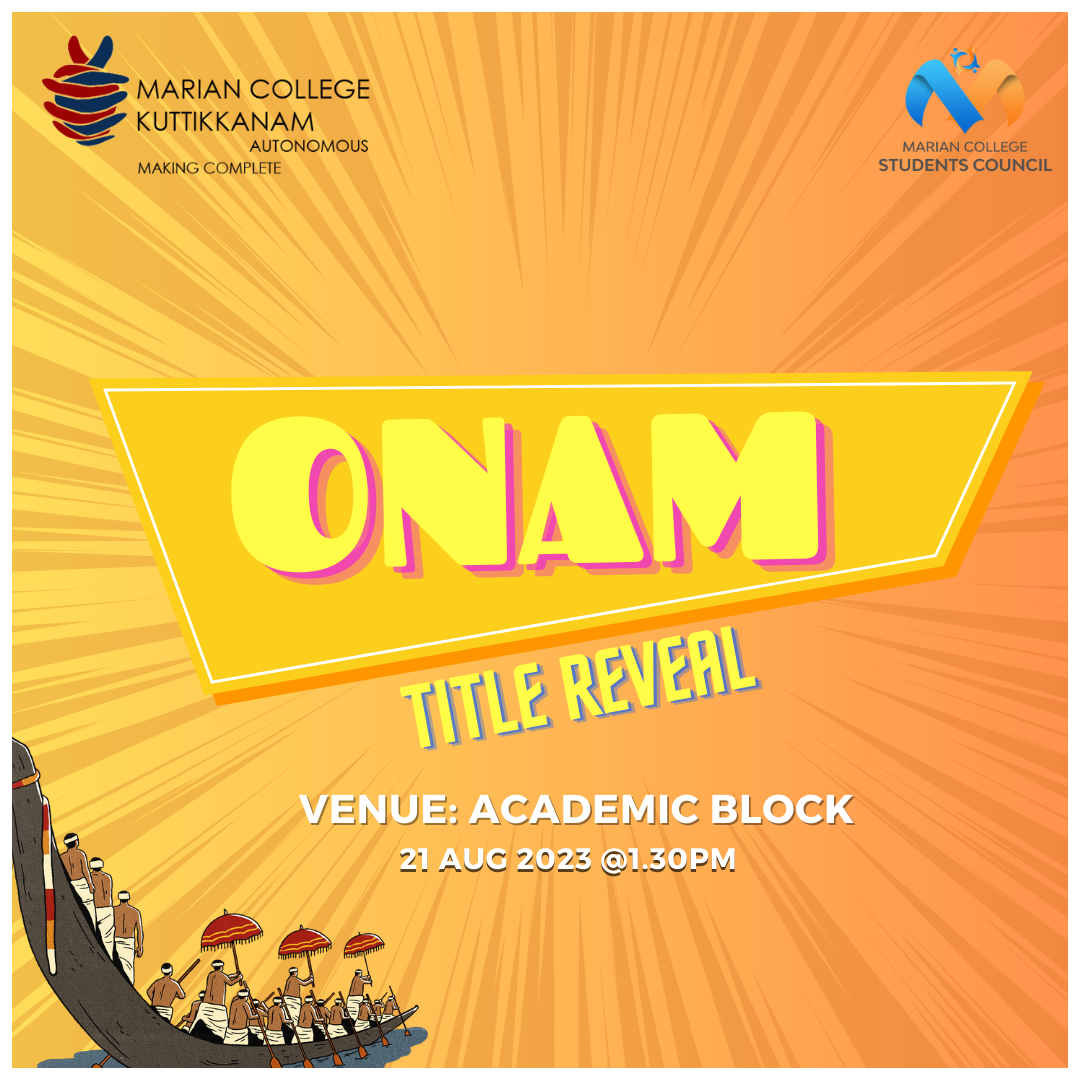 MARIAN COLLEGE
KUTTIKKANAM
AUTONOMOUS
MAKING COMPLETE
MARIAN COLLEGE
STUDENTS COUNCIL
ONAM
TITLE REVEAL
VENUE: ACADEMIC BLOCK
21 AUG 2023 @1.30PM